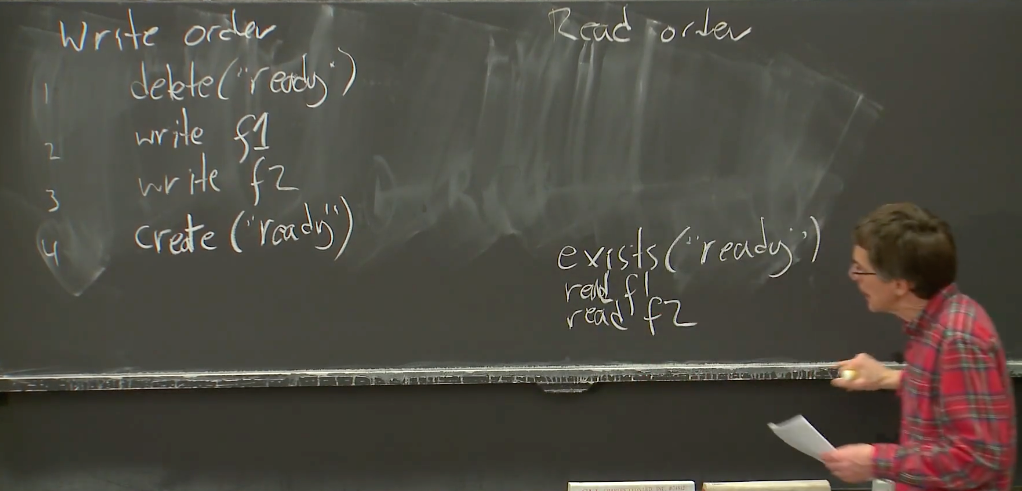 Write order
1 delete("ready")
2 write f1
3 write f2
4 create("ready")
Read order
exists("ready")
read f1
read f2